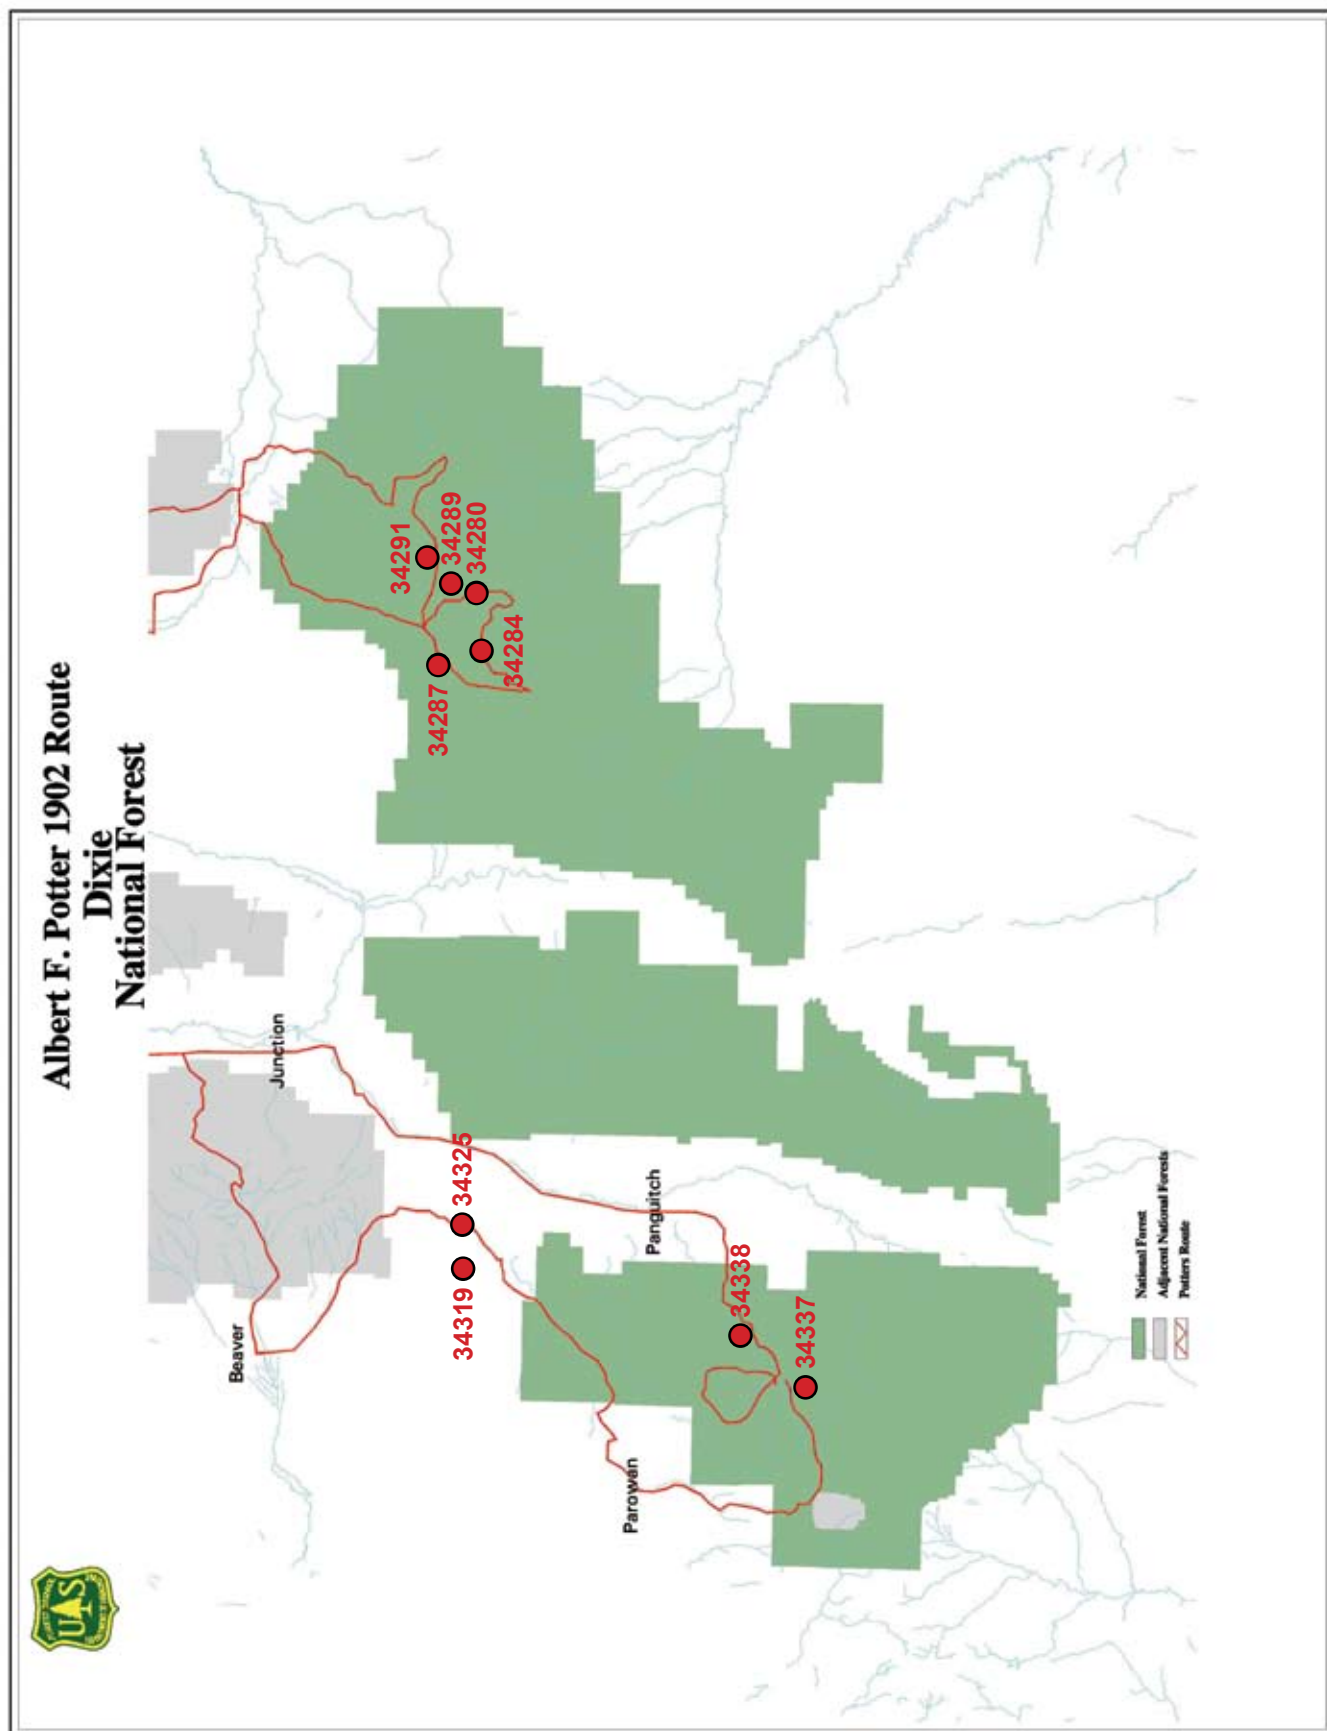 Albert F. Potter 1902 Route
Dixie
National Forest
Beaver
Junction
Parowan
Panguitch
34319
34325
34338
34337
34287
34284
34291
34289
34280
National Forest
Adjacent National Forests
Potters Route
U S